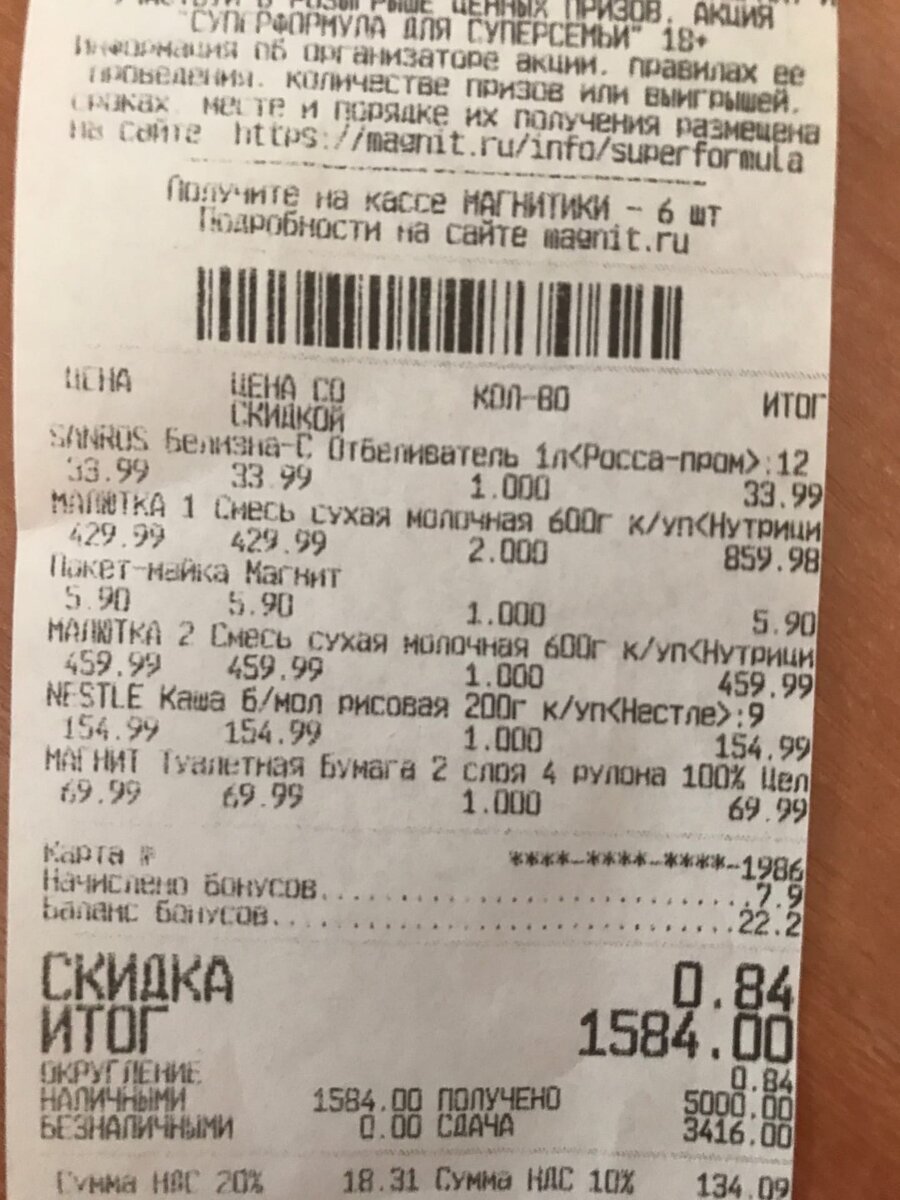 УЧАСТВУЙ В РОЗЫГРЫШЕ ЦЕННЫХ ПРИЗОВ. АКЦИЯ
"СУПЕРФОРМУЛА ДЛЯ СУПЕРСЕМЬИ" 18+
Информация об организаторе акции, правилах ее
проведения, количестве призов или выигрышей,
сроках, месте и порядке их получения размещена
на сайте https://magnit.ru/info/superformula
Получите на кассе МАГНИТИКИ - 6 шт
Подробности на сайте magnit.ru
ЦЕНА ЦЕНА СО СКИДКОЙ КОЛ-ВО ИТОГ
SANROS Белизна-С Отбеливатель 1л<Росса-пром>:12
33.99 33.99 1.000 33.99
МАЛЮТКА 1 Смесь сухая молочная 600г к/уп<Нутрици
429.99 429.99 2.000 859.98
Пакет-майка Магнит
5.90 5.90 1.000 5.90
МАЛЮТКА 2 Смесь сухая молочная 600г к/уп<Нутрици
459.99 459.99 1.000 459.99
NESTLE Каша б/мол рисовая 200г к/уп<Нестле>:9
154.99 154.99 1.000 154.99
МАГНИТ Туалетная бумага 2 слоя 4 рулона 100% Цел
69.99 69.99 1.000 69.99
Карта № ****-****-****-1986
Начислено бонусов..............................7.9
Баланс бонусов................................22.2
СКИДКА 0.84
ИТОГ 1584.00
ОКРУГЛЕНИЕ 0.84
НАЛИЧНЫМИ 1584.00 ПОЛУЧЕНО 5000.00
БЕЗНАЛИЧНЫМИ 0.00 СДАЧА 3416.00
Сумма НДС 20% 18.31 Сумма НДС 10% 134.09